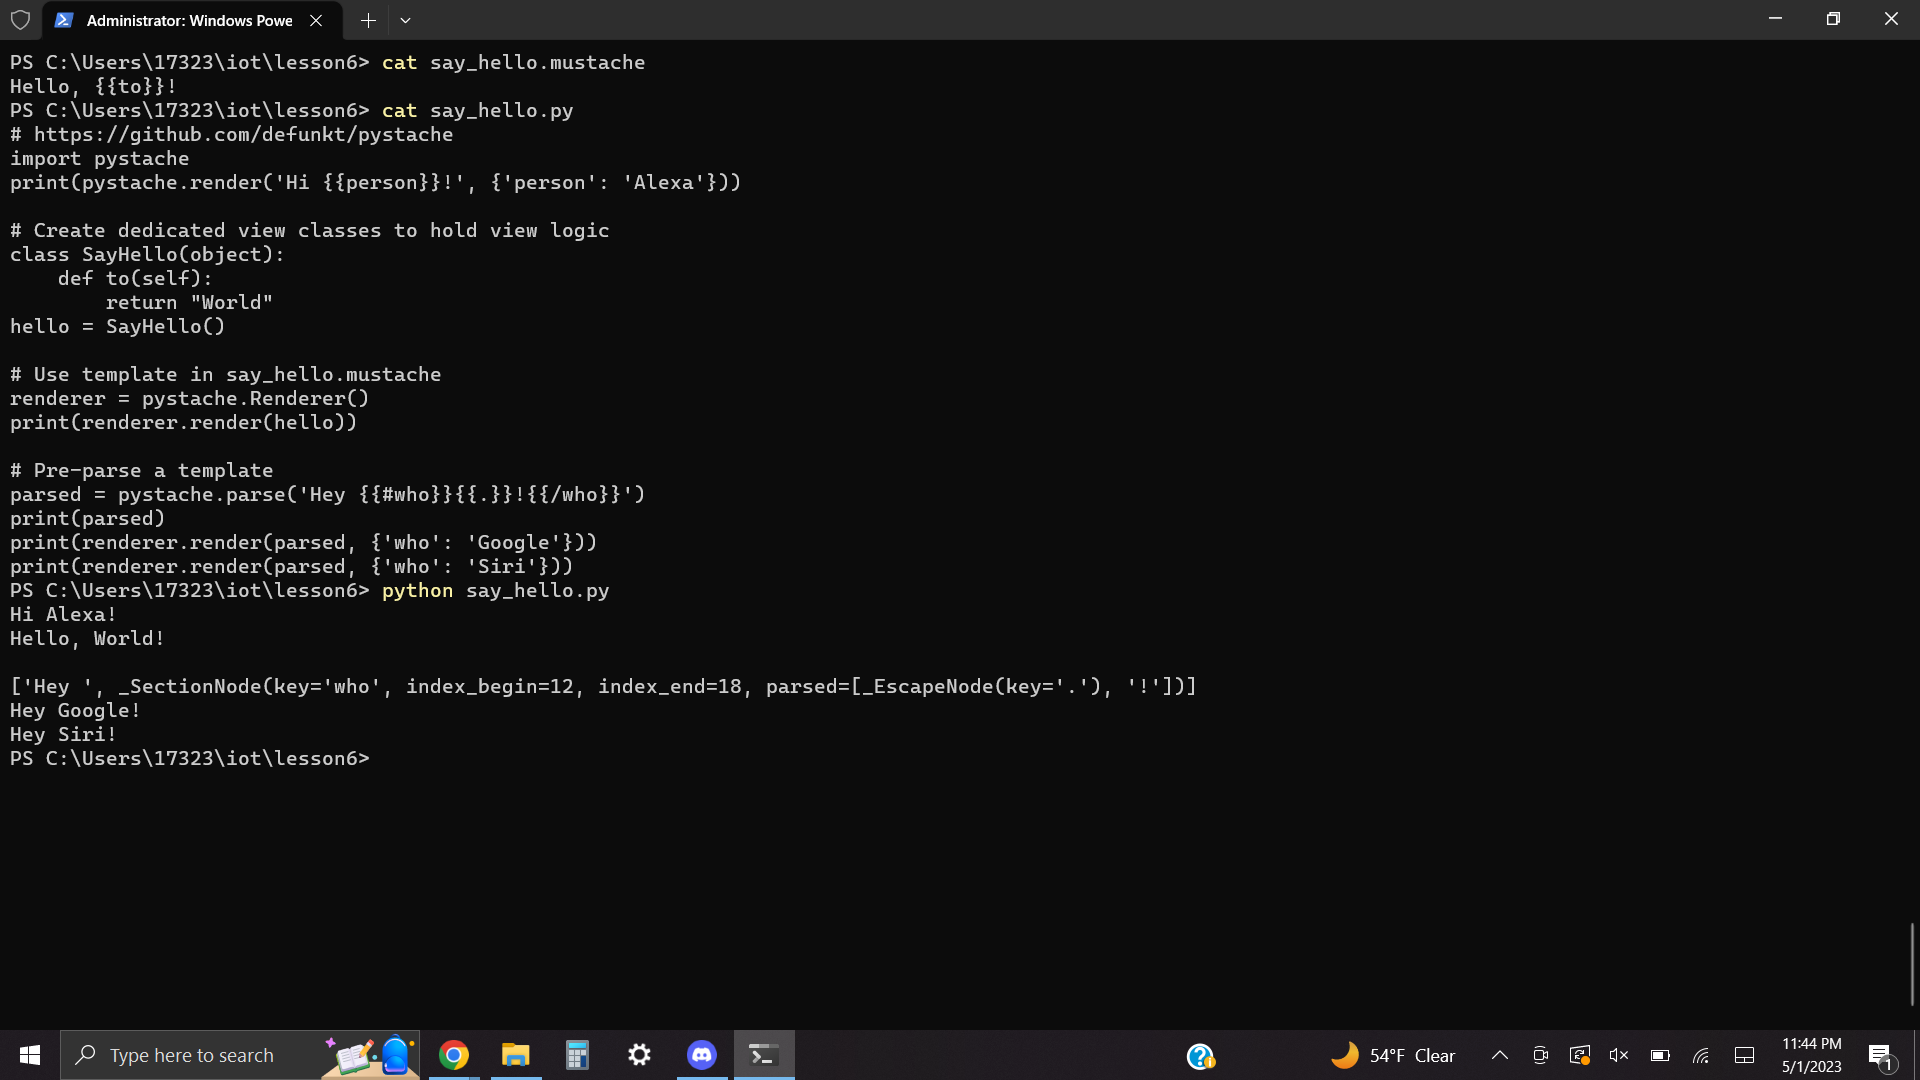 Administrator: Windows Powe
PS C:\Users\17323\iot\lesson6> cat say_hello.mustache
Hello, {{to}}!
PS C:\Users\17323\iot\lesson6> cat say_hello.py
# https://github.com/defunkt/pystache
import pystache
print(pystache.render('Hi {{person}}!', {'person': 'Alexa'}))

# Create dedicated view classes to hold view logic
class SayHello(object):
    def to(self):
        return "World"
hello = SayHello()

# Use template in say_hello.mustache
renderer = pystache.Renderer()
print(renderer.render(hello))

# Pre-parse a template
parsed = pystache.parse('Hey {{#who}}{{.}}!{{/who}}')
print(parsed)
print(renderer.render(parsed, {'who': 'Google'}))
print(renderer.render(parsed, {'who': 'Siri'}))
PS C:\Users\17323\iot\lesson6> python say_hello.py
Hi Alexa!
Hello, World!

['Hey ', _SectionNode(key='who', index_begin=12, index_end=18, parsed=[_EscapeNode(key='.'), '!'])]
Hey Google!
Hey Siri!
PS C:\Users\17323\iot\lesson6>
Type here to search
54°F Clear
11:44 PM
5/1/2023
1